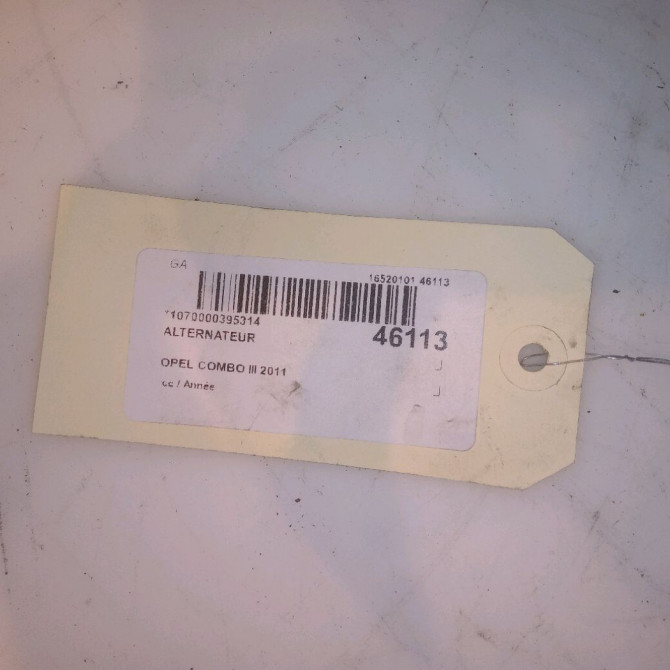 GA
16520101 46113
*1070000395314
ALTERNATEUR 46113
OPEL COMBO III 2011
cc / Année